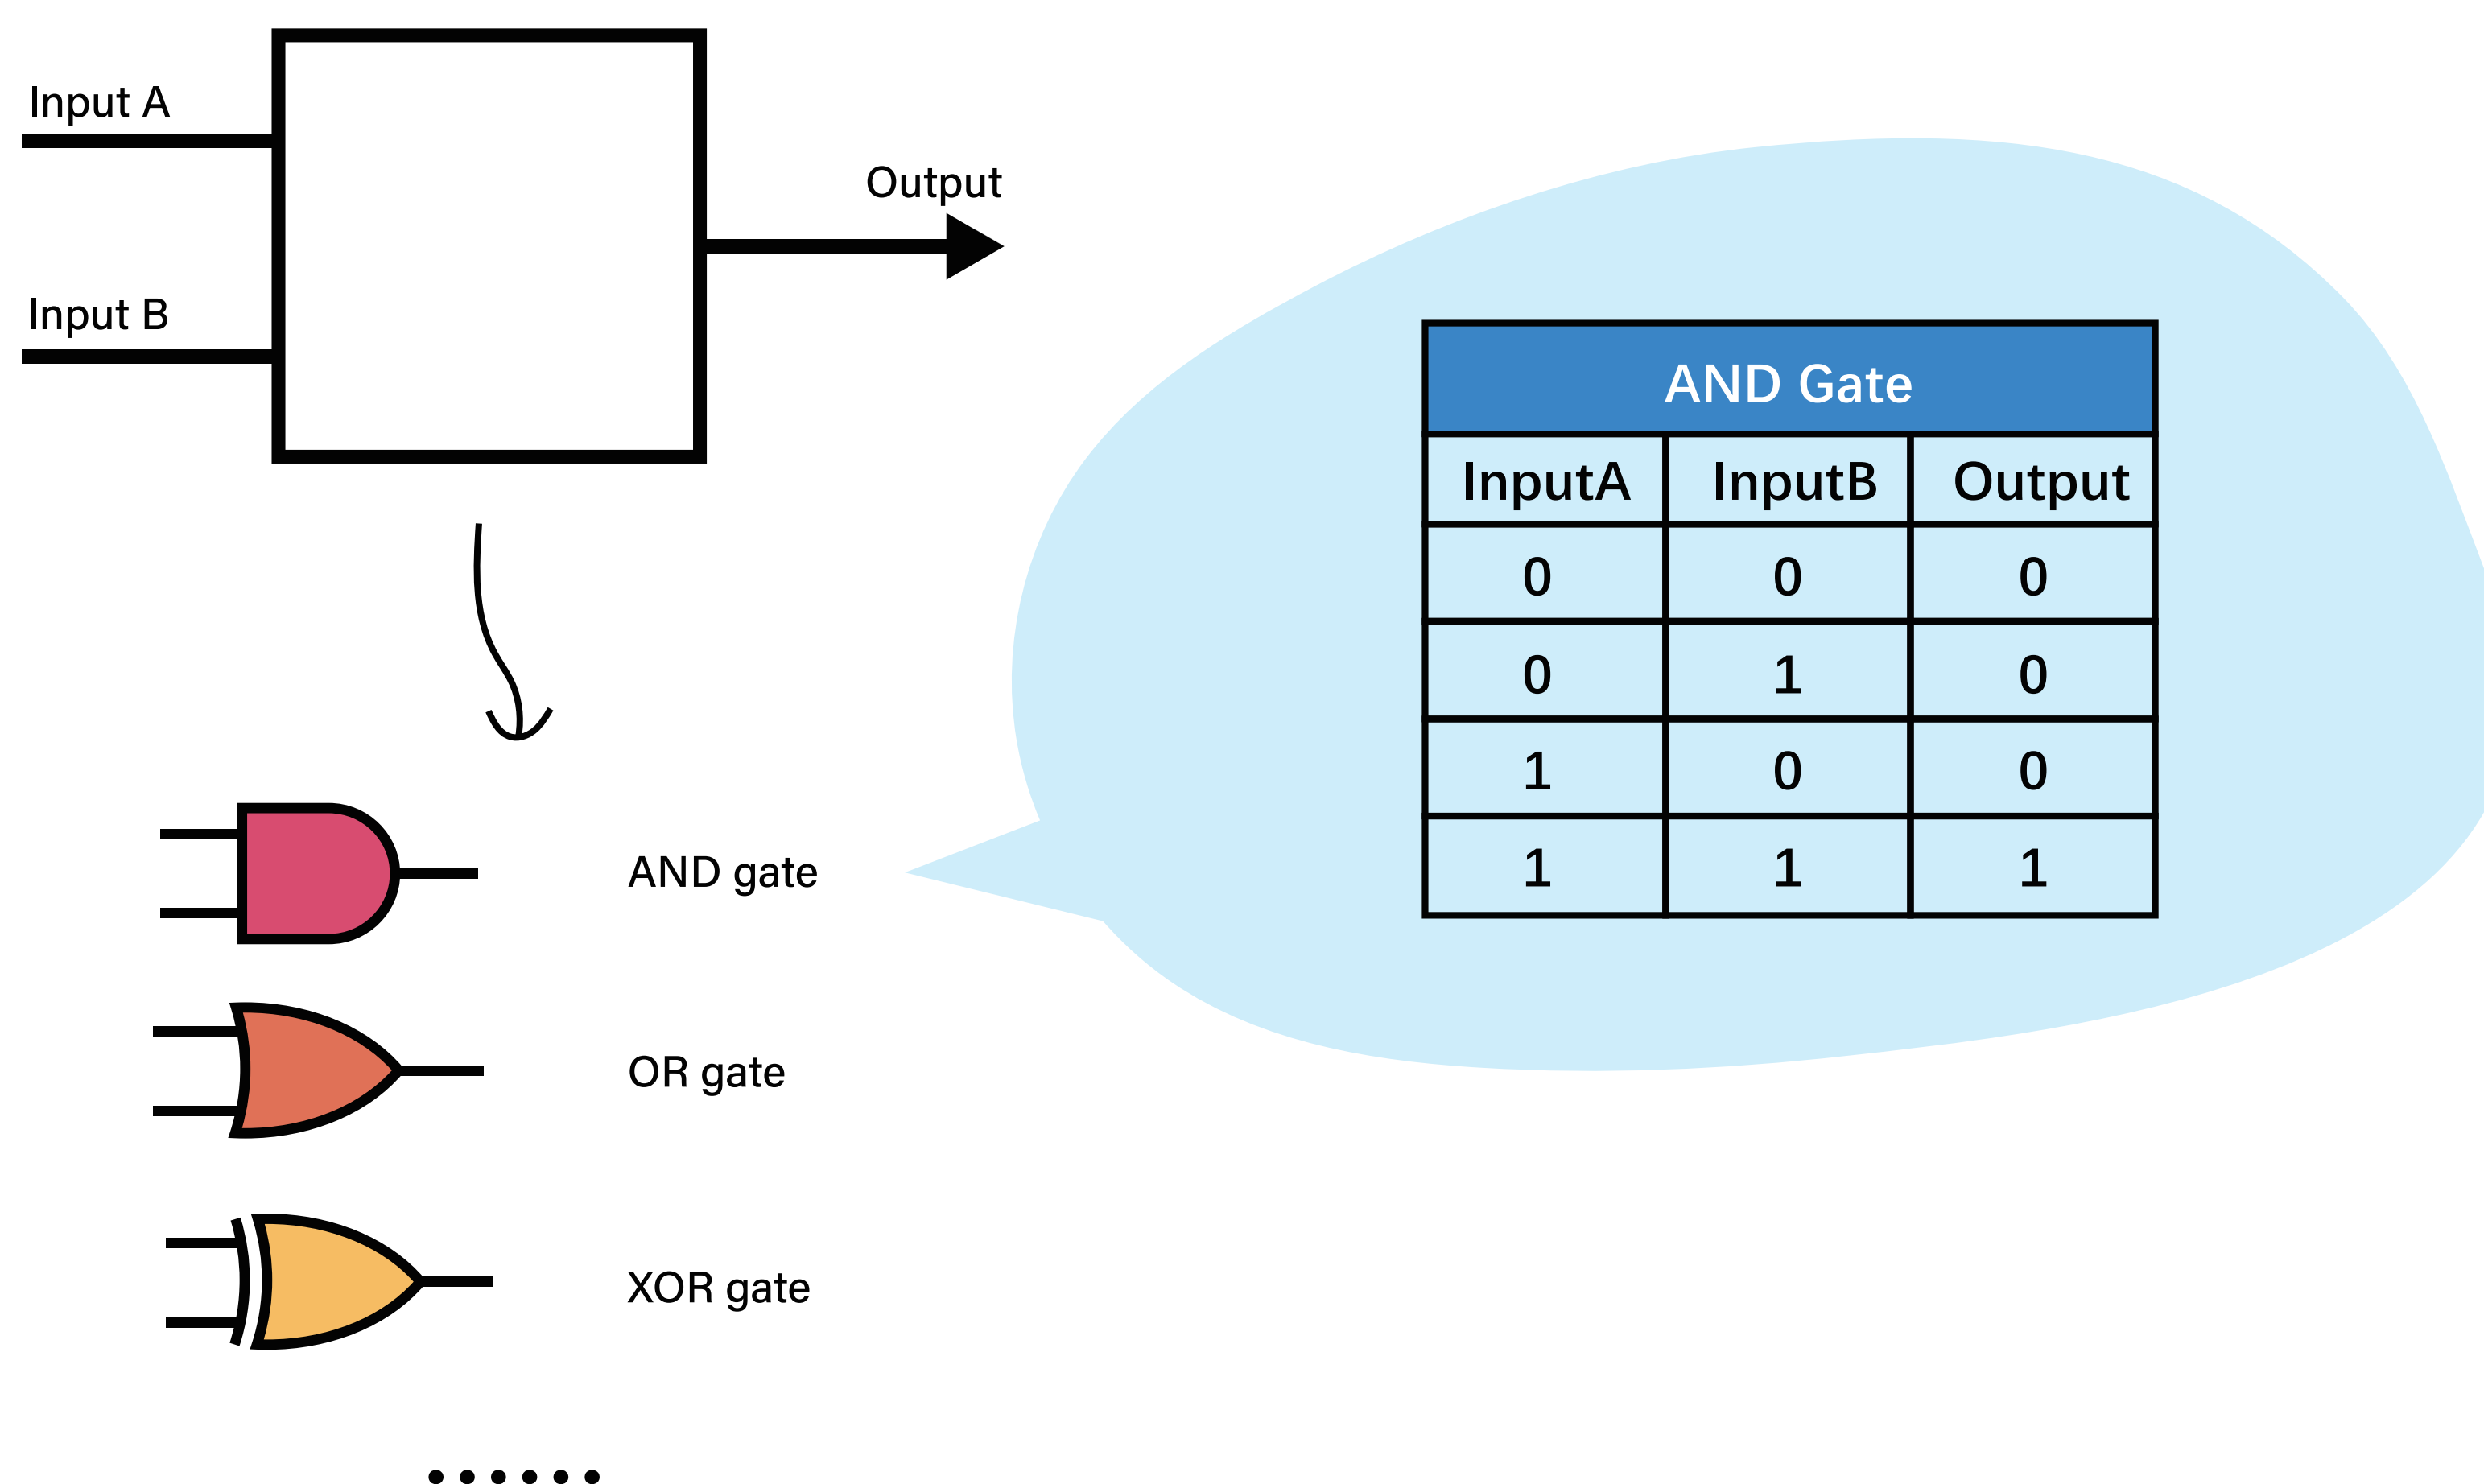 Input A
Output
Input B
AND Gate
InputA InputB Output
0 0 0
0 1 0
1 0 0
1 1 1
AND gate
OR gate
XOR gate
......